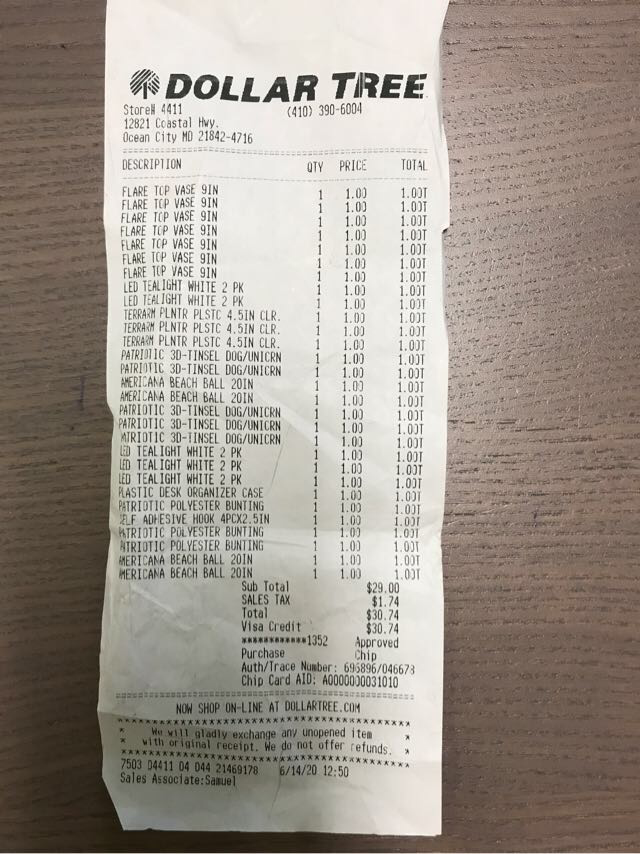 DOLLAR TREE
Store# 4411 (410) 390-6004
12821 Coastal Hwy.
Ocean City MD 21842-4716
DESCRIPTION QTY PRICE TOTAL
FLARE TOP VASE 9IN 1 1.00 1.00T
FLARE TOP VASE 9IN 1 1.00 1.00T
FLARE TOP VASE 9IN 1 1.00 1.00T
FLARE TOP VASE 9IN 1 1.00 1.00T
FLARE TOP VASE 9IN 1 1.00 1.00T
FLARE TOP VASE 9IN 1 1.00 1.00T
FLARE TOP VASE 9IN 1 1.00 1.00T
LED TEALIGHT WHITE 2 PK 1 1.00 1.00T
LED TEALIGHT WHITE 2 PK 1 1.00 1.00T
TERRARM PLNTR PLSTC 4.5IN CLR. 1 1.00 1.00T
TERRARM PLNTR PLSTC 4.5IN CLR. 1 1.00 1.00T
TERRARM PLNTR PLSTC 4.5IN CLR. 1 1.00 1.00T
PATRIOTIC 3D-TINSEL DOG/UNICRN 1 1.00 1.00T
PATRIOTIC 3D-TINSEL DOG/UNICRN 1 1.00 1.00T
AMERICANA BEACH BALL 20IN 1 1.00 1.00T
AMERICANA BEACH BALL 20IN 1 1.00 1.00T
PATRIOTIC 3D-TINSEL DOG/UNICRN 1 1.00 1.00T
PATRIOTIC 3D-TINSEL DOG/UNICRN 1 1.00 1.00T
PATRIOTIC 3D-TINSEL DOG/UNICRN 1 1.00 1.00T
LED TEALIGHT WHITE 2 PK 1 1.00 1.00T
LED TEALIGHT WHITE 2 PK 1 1.00 1.00T
LED TEALIGHT WHITE 2 PK 1 1.00 1.00T
PLASTIC DESK ORGANIZER CASE 1 1.00 1.00T
PATRIOTIC POLYESTER BUNTING 1 1.00 1.00T
SELF ADHESIVE HOOK 4PCX2.5IN 1 1.00 1.00T
PATRIOTIC POLYESTER BUNTING 1 1.00 1.00T
PATRIOTIC POLYESTER BUNTING 1 1.00 1.00T
AMERICANA BEACH BALL 20IN 1 1.00 1.00T
AMERICANA BEACH BALL 20IN 1 1.00 1.00T
Sub Total $29.00
SALES TAX $1.74
Total $30.74
Visa Credit $30.74
************1352 Approved
Purchase Chip
Auth/Trace Number: 696896/046673
Chip Card AID: A0000000031010
NOW SHOP ON-LINE AT DOLLARTREE.COM
* We will gladly exchange any unopened item *
* with original receipt. We do not offer refunds. *
7503 04411 04 044 21469178 6/14/20 12:50
Sales Associate:Samuel